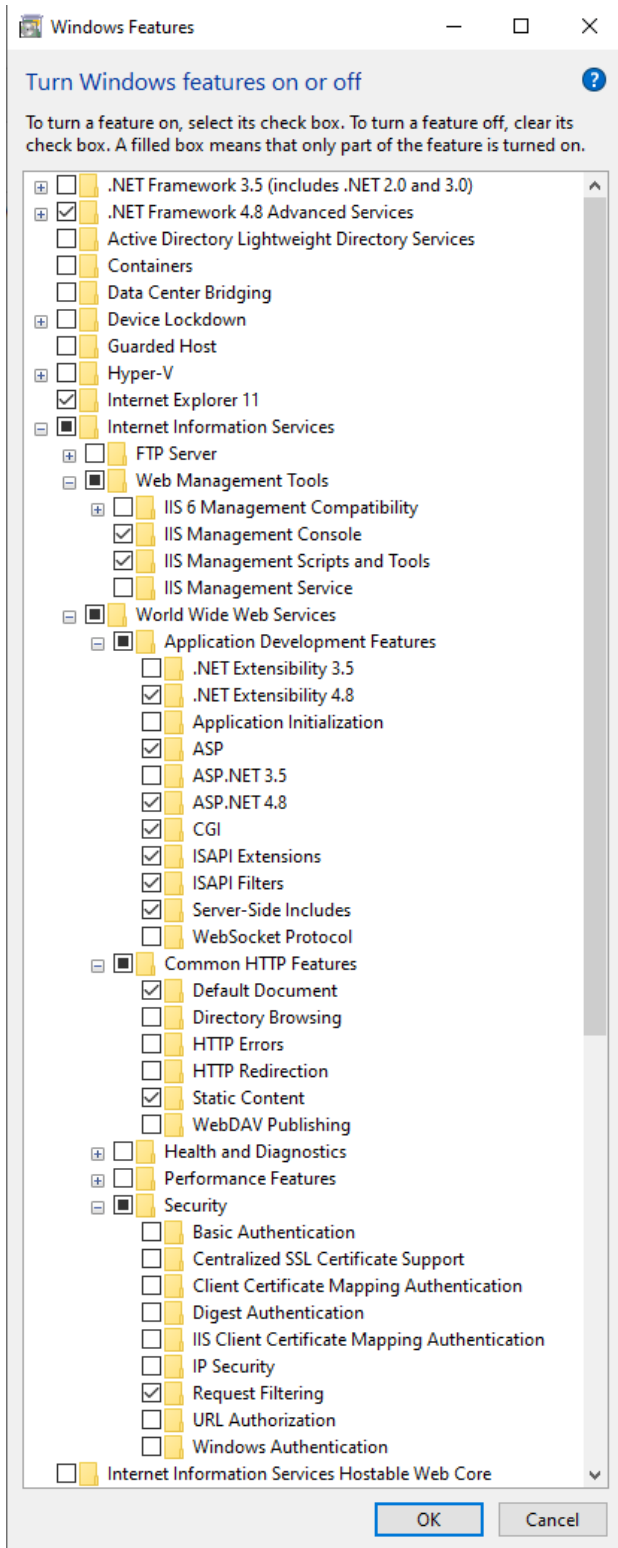 Windows Features
Turn Windows features on or off
?
To turn a feature on, select its check box. To turn a feature off, clear its
check box. A filled box means that only part of the feature is turned on.
.NET Framework 3.5 (includes .NET 2.0 and 3.0)
.NET Framework 4.8 Advanced Services
Active Directory Lightweight Directory Services
Containers
Data Center Bridging
Device Lockdown
Guarded Host
Hyper-V
Internet Explorer 11
Internet Information Services
FTP Server
Web Management Tools
IIS 6 Management Compatibility
IIS Management Console
IIS Management Scripts and Tools
IIS Management Service
World Wide Web Services
Application Development Features
.NET Extensibility 3.5
.NET Extensibility 4.8
Application Initialization
ASP
ASP.NET 3.5
ASP.NET 4.8
CGI
ISAPI Extensions
ISAPI Filters
Server-Side Includes
WebSocket Protocol
Common HTTP Features
Default Document
Directory Browsing
HTTP Errors
HTTP Redirection
Static Content
WebDAV Publishing
Health and Diagnostics
Performance Features
Security
Basic Authentication
Centralized SSL Certificate Support
Client Certificate Mapping Authentication
Digest Authentication
IIS Client Certificate Mapping Authentication
IP Security
Request Filtering
URL Authorization
Windows Authentication
Internet Information Services Hostable Web Core
OK Cancel